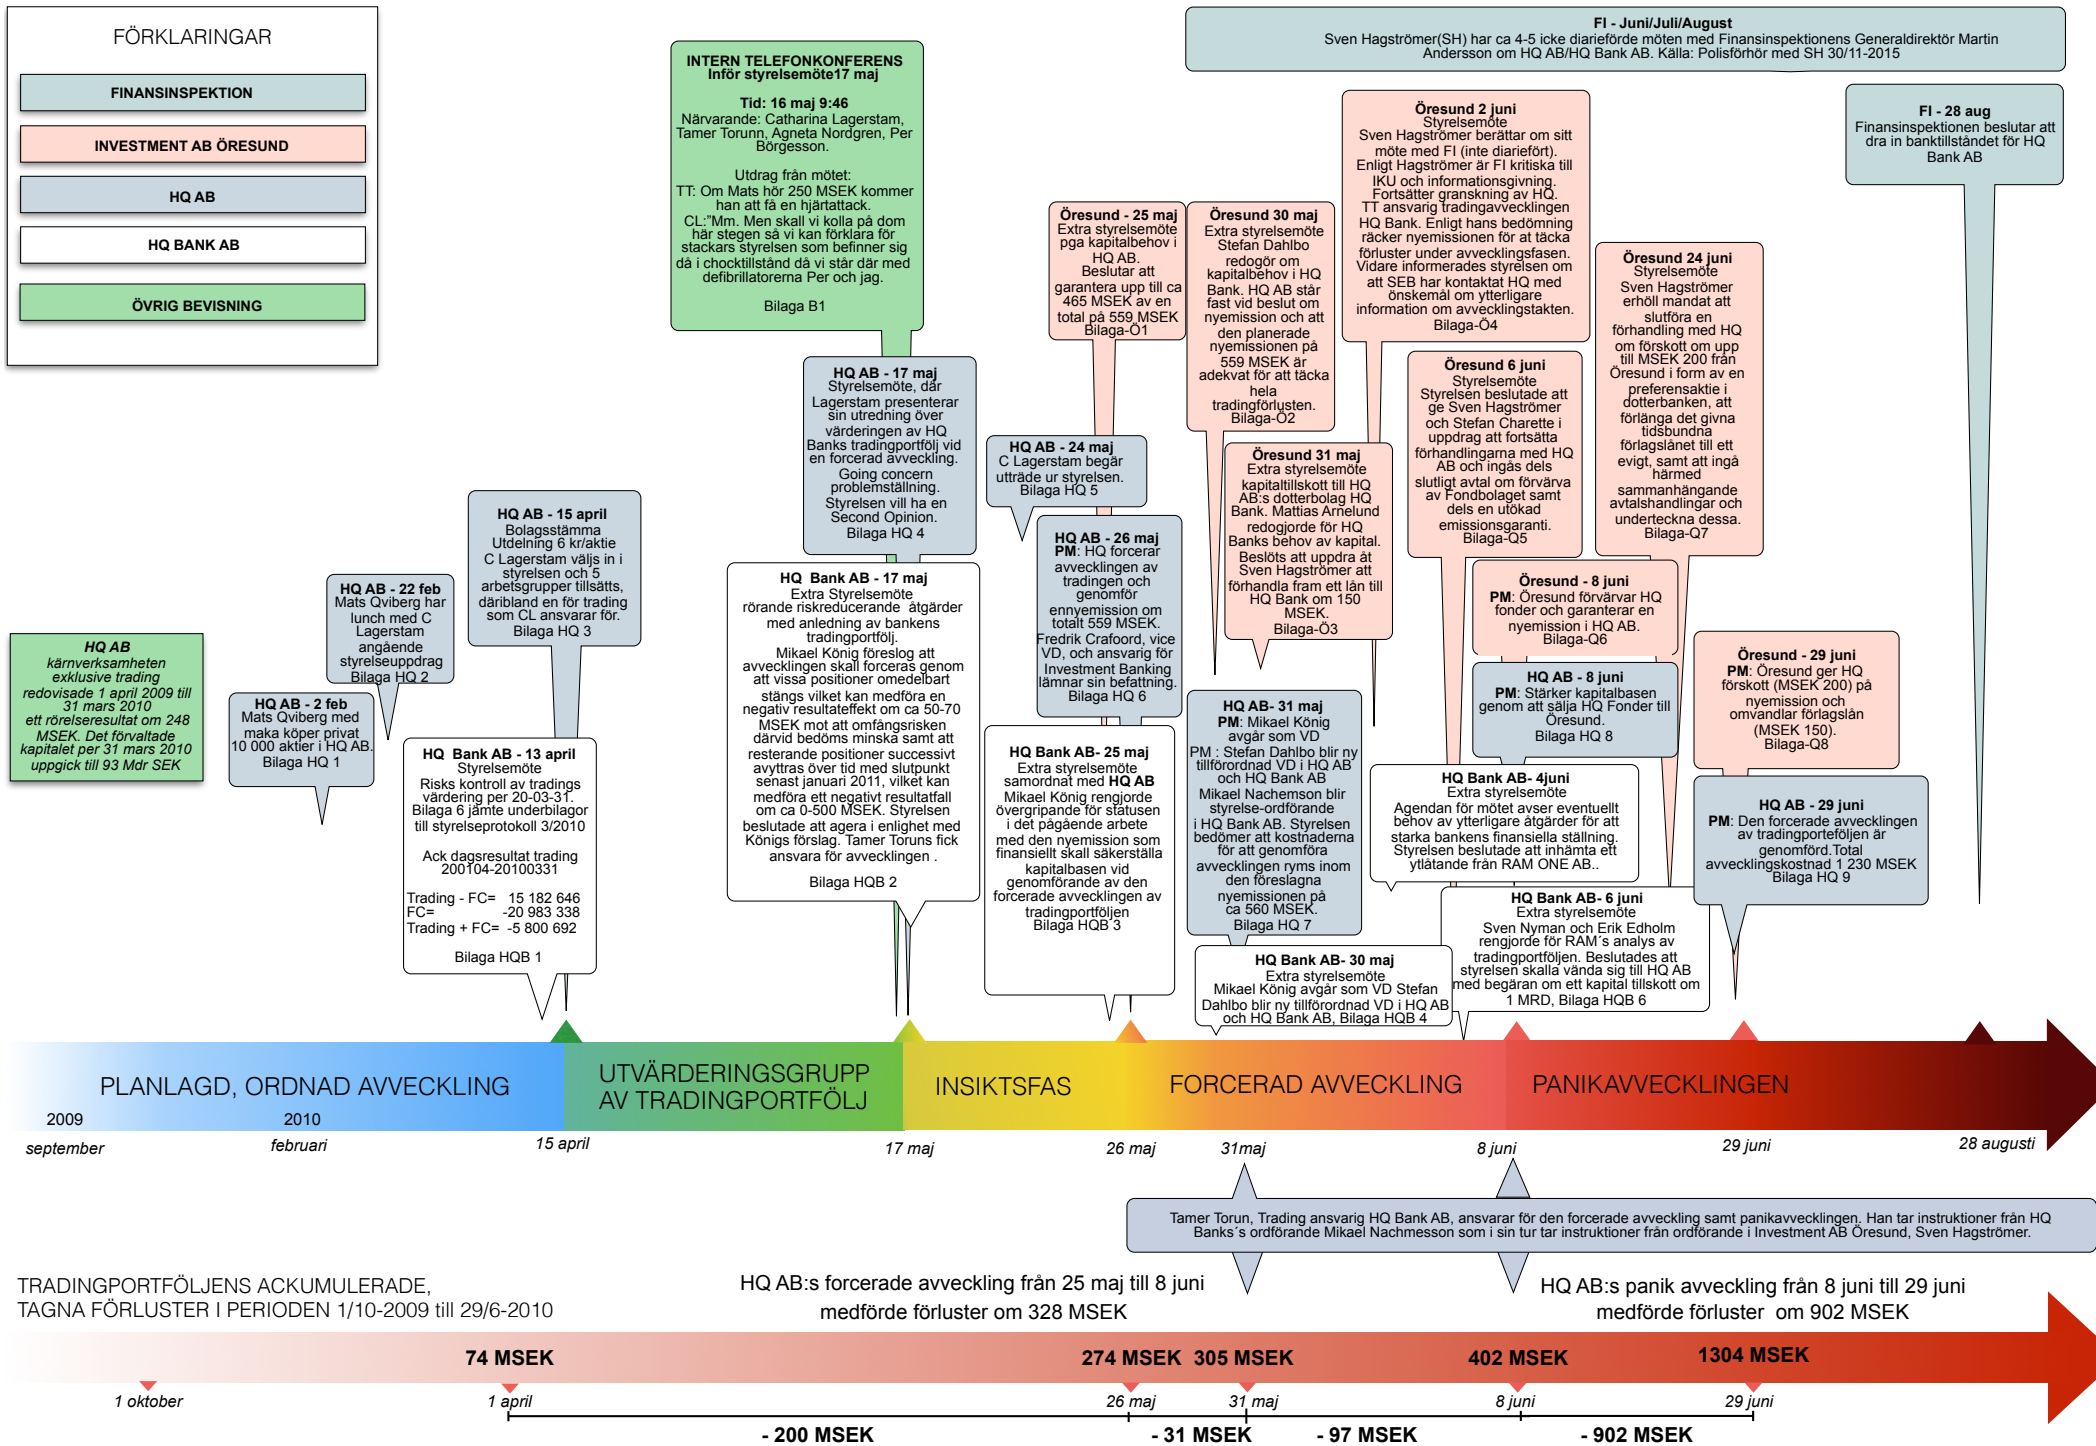 FÖRKLARINGAR
FINANSINSPEKTION
INVESTMENT AB ÖRESUND
HQ AB
HQ BANK AB
ÖVRIG BEVISNING
INTERN TELEFONKONFERENS
Inför styrelsemöte17 maj
Tid: 16 maj 9:46
Närvarande: Catharina Lagerstam,
Tamer Torunn, Agneta Nordgren, Per
Börgesson.
Utdrag från mötet:
TT: Om Mats hör 250 MSEK kommer
han att få en hjärtattack.
CL:"Mm. Men skall vi kolla på dom
här stegen så vi kan förklara för
stackars styrelsen som befinner sig
då i chocktillstånd då vi står där med
defibrillatorerna Per och jag.
Bilaga B1
FI - Juni/Juli/August
Sven Hagströmer(SH) har ca 4-5 icke diarieförde möten med Finansinspektionens Generaldirektör Martin
Andersson om HQ AB/HQ Bank AB. Källa: Polisförhör med SH 30/11-2015
FI - 28 aug
Finansinspektionen beslutar att
dra in banktillståndet för HQ
Bank AB
Öresund 2 juni
Styrelsemöte
Sven Hagströmer berättar om sitt
möte med FI (inte diariefört).
Enligt Hagströmer är FI kritiska till
IKU och informationsgivning.
Fortsätter granskning av HQ.
TT ansvarig tradingavvecklingen
HQ Bank. Enligt hans bedömning
räcker nyemissionen för at täcka
förluster under avvecklingsfasen.
Vidare informerades styrelsen om
att SEB har kontaktat HQ med
önskemål om ytterligare
information om avvecklingstakten.
Bilaga-Ö4
Öresund - 25 maj
Extra styrelsemöte
pga kapitalbehov i
HQ AB.
Beslutar att
garantera upp till ca
465 MSEK av en
total på 559 MSEK
Bilaga-Ö1
Öresund 30 maj
Extra styrelsemöte
Stefan Dahlbo
redogör om
kapitalbehov i HQ
Bank. HQ AB står
fast vid beslut om
nyemission och att
den planerade
nyemissionen på
559 MSEK är
adekvat för att täcka
hela
tradingförlusten.
Bilaga-Ö2
Öresund 24 juni
Styrelsemöte
Sven Hagströmer
erhöll mandat att
slutföra en
förhandling med HQ
om förskott om upp
till MSEK 200 från
Öresund i form av en
preferensaktie i
dotterbanken, att
förlänga det givna
tidsbundna
förlagslånet till ett
evigt, samt att ingå
härmed
sammanhängande
avtalshandlingar och
underteckna dessa.
Bilaga-Q7
HQ AB - 17 maj
Styrelsemöte, där
Lagerstam presenterar
sin utredning över
värderingen av HQ
Banks tradingportfölj vid
en forcerad avveckling.
Going concern
problemställning.
Styrelsen vill ha en
Second Opinion.
Bilaga HQ 4
Öresund 6 juni
Styrelsemöte
Styrelsen beslutade att
ge Sven Hagströmer
och Stefan Charette i
uppdrag att fortsätta
förhandlingarna med HQ
AB och ingås dels
slutligt avtal om förvärva
av Fondbolaget samt
dels en utökad
emissionsgaranti.
Bilaga-Q5
HQ AB - 24 maj
C Lagerstam begär
utträde ur styrelsen.
Bilaga HQ 5
Öresund 31 maj
Extra styrelsemöte
kapitaltillskott till HQ
AB:s dotterbolag HQ
Bank. Mattias Arnelund
redogjorde för HQ
Banks behov av kapital.
Beslöts att uppdra åt
Sven Hagströmer att
förhandla fram ett lån till
HQ Bank om 150
MSEK.
Bilaga-Ö3
HQ AB - 15 april
Bolagsstämma
Utdelning 6 kr/aktie
C Lagerstam väljs in i
styrelsen och 5
arbetsgrupper tillsätts,
däribland en för trading
som CL ansvarar för.
Bilaga HQ 3
HQ AB - 26 maj
PM: HQ forcerar
avvecklingen av
tradingen och
genomför
ennyemission om
totalt 559 MSEK.
Fredrik Crafoord, vice
VD, och ansvarig för
Investment Banking
lämnar sin befattning.
Bilaga HQ 6
HQ AB - 22 feb
Mats Qviberg har
lunch med C
Lagerstam
angående
styrelseuppdrag
Bilaga HQ 2
HQ Bank AB - 17 maj
Extra Styrelsemöte
rörande riskreducerande åtgärder
med anledning av bankens
tradingportfölj.
Mikael König föreslog att
avvecklingen skall forceras genom
att vissa positioner omedelbart
stängs vilket kan medföra en
negativ resultateffekt om ca 50-70
MSEK mot att omfångsrisken
därvid bedöms minska samt att
resterande positioner successivt
avyttras över tid med slutpunkt
senast januari 2011, vilket kan
medföra ett negativt resultatfall
om ca 0-500 MSEK. Styrelsen
beslutade att agera i enlighet med
Königs förslag. Tamer Toruns fick
ansvara för avvecklingen .
Bilaga HQB 2
Öresund - 8 juni
PM: Öresund förvärvar HQ
fonder och garanterar en
nyemission i HQ AB.
Bilaga-Q6
HQ AB
kärnverksamheten
exklusive trading
redovisade 1 april 2009 till
31 mars 2010
ett rörelseresultat om 248
MSEK. Det förvaltade
kapitalet per 31 mars 2010
uppgick till 93 Mdr SEK
Öresund - 29 juni
PM: Öresund ger HQ
förskott (MSEK 200) på
nyemission och
omvandlar förlagslån
(MSEK 150).
Bilaga-Q8
HQ AB - 8 juni
PM: Stärker kapitalbasen
genom att sälja HQ Fonder till
Öresund.
Bilaga HQ 8
HQ AB - 2 feb
Mats Qviberg med
maka köper privat
10 000 aktier i HQ AB.
Bilaga HQ 1
HQ AB- 31 maj
PM: Mikael König
avgår som VD
PM : Stefan Dahlbo blir ny
tillförordnad VD i HQ AB
och HQ Bank AB
Mikael Nachemson blir
styrelse-ordförande
i HQ Bank AB. Styrelsen
bedömer att kostnaderna
för att genomföra
avvecklingen ryms inom
den föreslagna
nyemissionen på
ca 560 MSEK.
Bilaga HQ 7
HQ Bank AB - 13 april
Styrelsemöte
Risks kontroll av tradings
värdering per 20-03-31.
Bilaga 6 jämte underbilagor
till styrelseprotokoll 3/2010
Ack dagsresultat trading
200104-20100331
Trading - FC= 15 182 646
FC= -20 983 338
Trading + FC= -5 800 692
Bilaga HQB 1
HQ Bank AB- 25 maj
Extra styrelsemöte
samordnat med HQ AB
Mikael König rengjorde
övergripande för statusen
i det pågående arbete
med den nyemission som
finansiellt skall säkerställa
kapitalbasen vid
genomförande av den
forcerade avvecklingen av
tradingportföljen
Bilaga HQB 3
HQ Bank AB- 4juni
Extra styrelsemöte
Agendan för mötet avser eventuellt
behov av ytterligare åtgärder för att
starka bankens finansiella ställning.
Styrelsen beslutade att inhämta ett
ytlåtande från RAM ONE AB..
HQ AB - 29 juni
PM: Den forcerade avvecklingen
av tradingporteföljen är
genomförd.Total
avvecklingskostnad 1 230 MSEK
Bilaga HQ 9
HQ Bank AB- 6 juni
Extra styrelsemöte
Sven Nyman och Erik Edholm
rengjorde för RAM´s analys av
tradingportföljen. Beslutades att
styrelsen skalla vända sig till HQ AB
med begäran om ett kapital tillskott om
1 MRD, Bilaga HQB 6
HQ Bank AB- 30 maj
Extra styrelsemöte
Mikael König avgår som VD Stefan
Dahlbo blir ny tillförordnad VD i HQ AB
och HQ Bank AB, Bilaga HQB 4
PLANLAGD, ORDNAD AVVECKLING
UTVÄRDERINGSGRUPP
AV TRADINGPORTFÖLJ
INSIKTSFAS
FORCERAD AVVECKLING
PANIKAVVECKLINGEN
2009
september
2010
februari
15 april
17 maj
26 maj
31maj
8 juni
29 juni
28 augusti
Tamer Torun, Trading ansvarig HQ Bank AB, ansvarar för den forcerade avveckling samt panikavvecklingen. Han tar instruktioner från HQ
Banks´s ordförande Mikael Nachmesson som i sin tur tar instruktioner från ordförande i Investment AB Öresund, Sven Hagströmer.
TRADINGPORTFÖLJENS ACKUMULERADE,
TAGNA FÖRLUSTER I PERIODEN 1/10-2009 till 29/6-2010
HQ AB:s forcerade avveckling från 25 maj till 8 juni
medförde förluster om 328 MSEK
HQ AB:s panik avveckling från 8 juni till 29 juni
medförde förluster om 902 MSEK
74 MSEK
274 MSEK
305 MSEK
402 MSEK
1304 MSEK
1 oktober
1 april
26 maj
31 maj
8 juni
29 juni
- 200 MSEK
- 31 MSEK
- 97 MSEK
- 902 MSEK